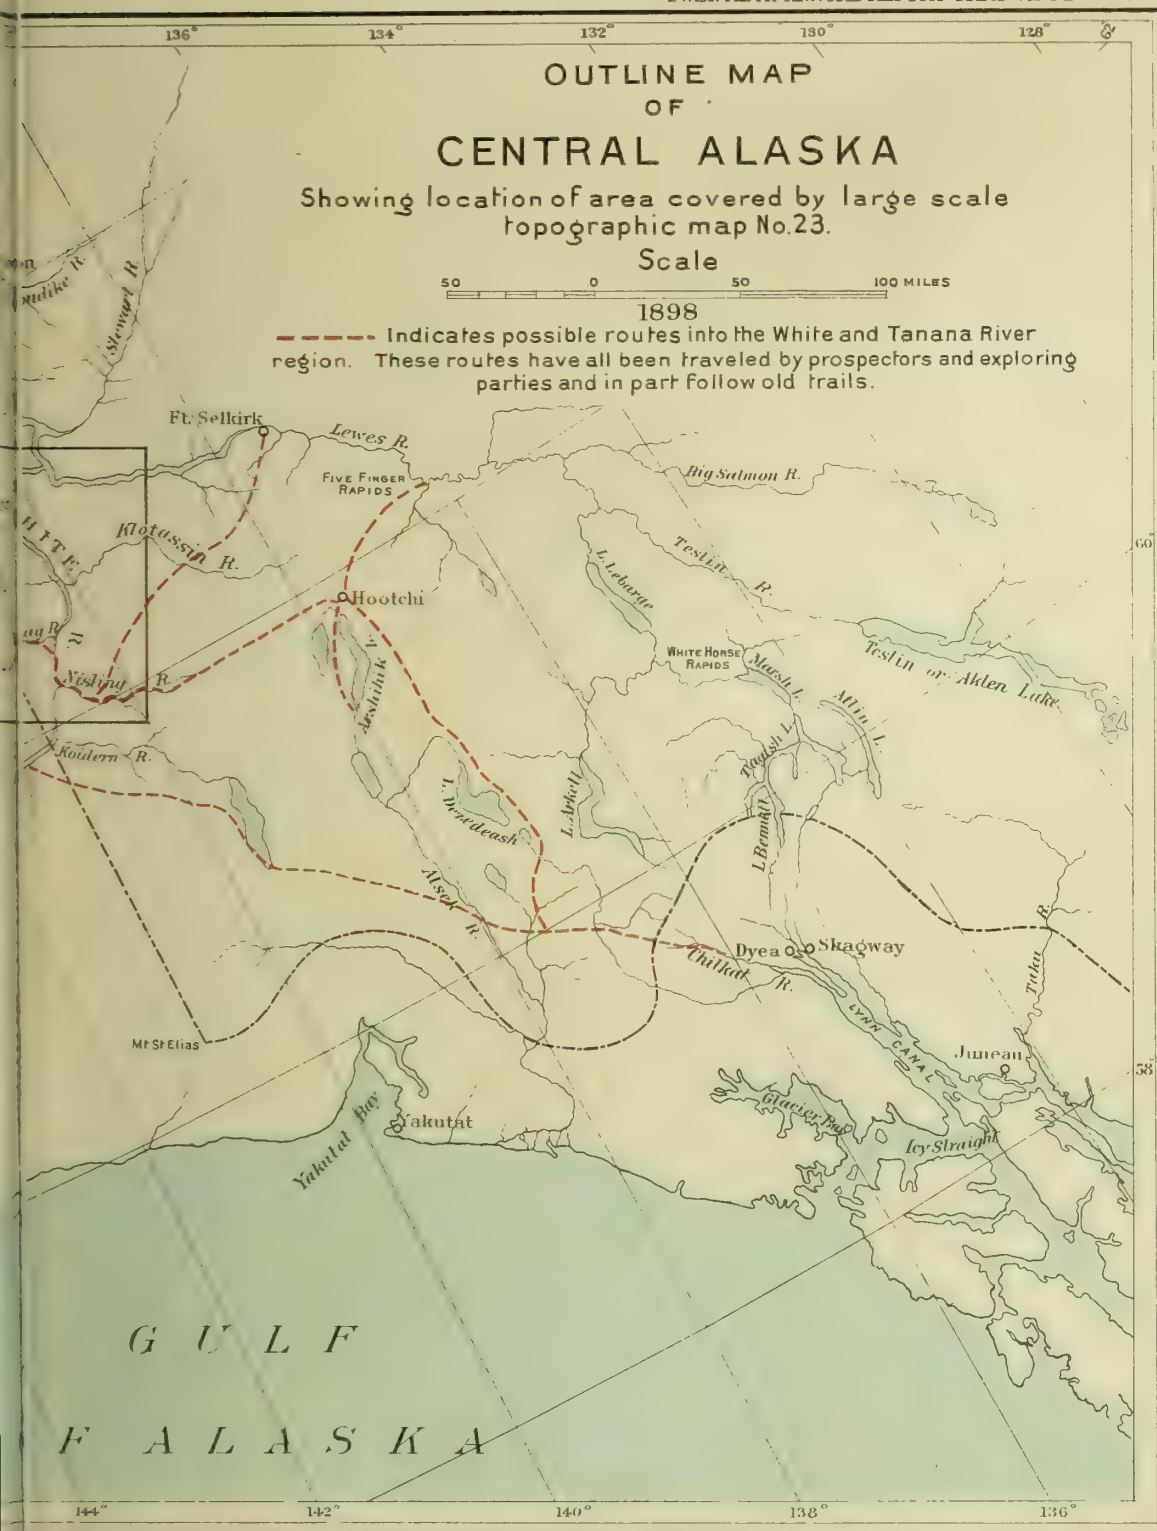 136° 134° 132° 130° 128° 62°
OUTLINE MAP
OF
CENTRAL ALASKA
Showing location of area covered by large scale
topographic map No.23.
Scale
50 0 50 100 MILES
1898
Indicates possible routes into the White and Tanana River
region. These routes have all been traveled by prospectors and exploring
parties and in part follow old trails.
Stewart R.
Ft. Selkirk
Lewes R.
FIVE FINGER
RAPIDS
Big Salmon R.
Klotassin R.
Teslin R.
60°
L. Lebarge
Hootchi
WHITE HORSE
RAPIDS
Marsh L.
Teslin or Aklen Lake
Nisling R.
L. Arshiluk
Atlin L.
Tagish L.
Koidern R.
L. Dezedeash
L. Arkell
L. Bennett
Alsek R.
Dyea
Skagway
Chilkat R.
Taku R.
LYNN CANAL
Mt St Elias
Juneau
58°
Glacier Bay
Yakutat
Yakutat Bay
Icy Straight
GULF
F ALASKA
144° 142° 140° 138° 136°